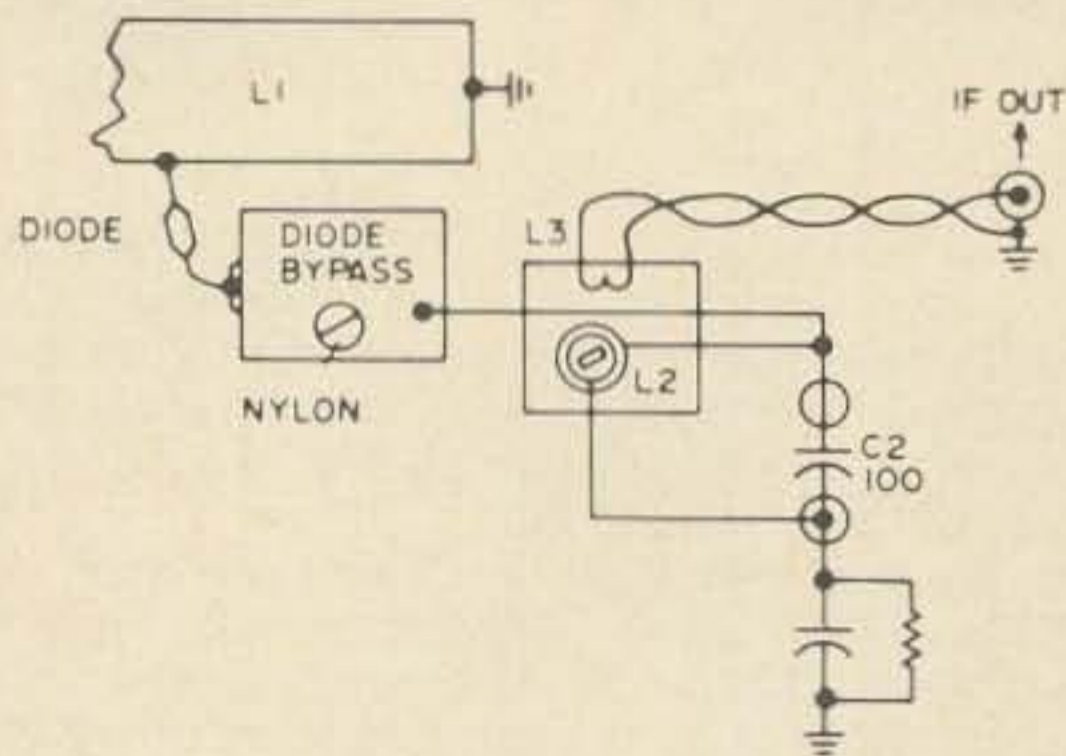 L1
IF OUT
DIODE
DIODE
BYPASS
L3
L2
NYLON
C2
100